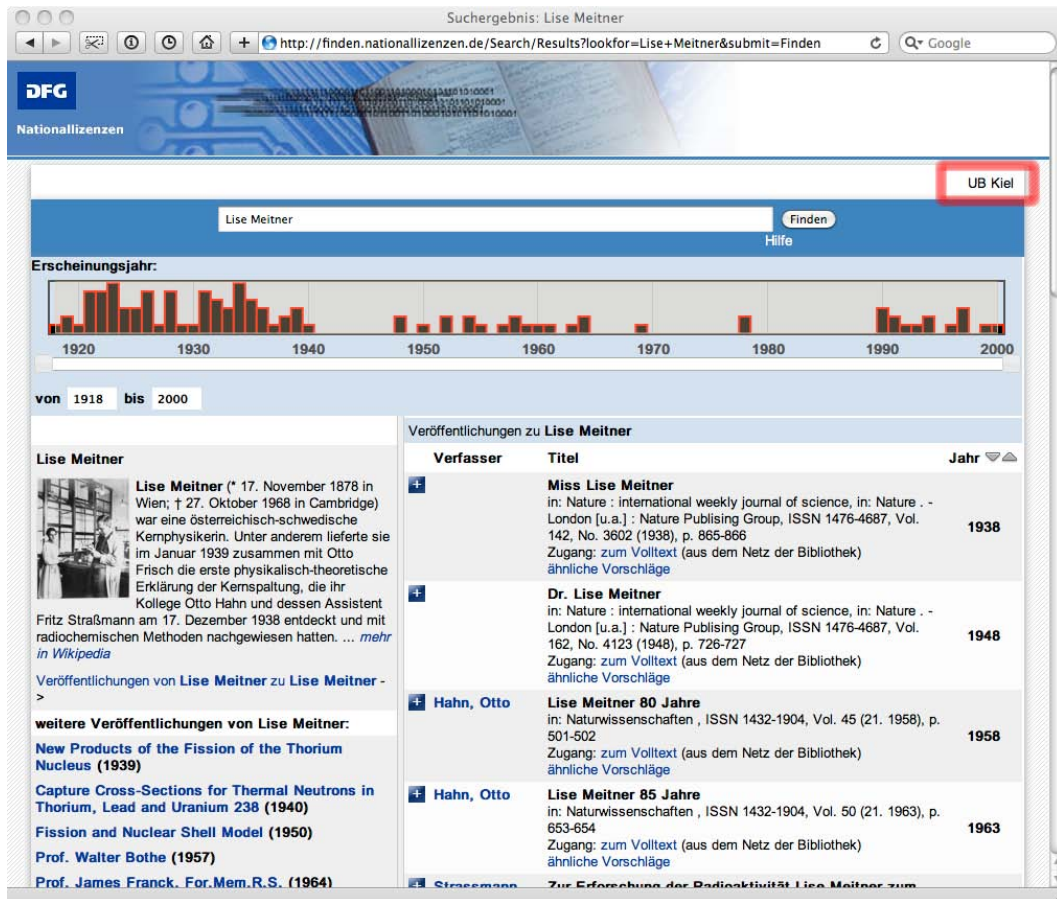 Suchergebnis: Lise Meitner
http://finden.nationallizenzen.de/Search/Results?lookfor=Lise+Meitner&submit=Finden
Google
DFG
Nationallizenzen
UB Kiel
Lise Meitner
Finden
Hilfe
Erscheinungsjahr:
1920 1930 1940 1950 1960 1970 1980 1990 2000
von 1918 bis 2000
Lise Meitner
Lise Meitner (* 17. November 1878 in
Wien; † 27. Oktober 1968 in Cambridge)
war eine österreichisch-schwedische
Kernphysikerin. Unter anderem lieferte sie
im Januar 1939 zusammen mit Otto
Frisch die erste physikalisch-theoretische
Erklärung der Kernspaltung, die ihr
Kollege Otto Hahn und dessen Assistent
Fritz Straßmann am 17. Dezember 1938 entdeckt und mit
radiochemischen Methoden nachgewiesen hatten. ... mehr
in Wikipedia
Veröffentlichungen von Lise Meitner zu Lise Meitner -
>
weitere Veröffentlichungen von Lise Meitner:
New Products of the Fission of the Thorium
Nucleus (1939)
Capture Cross-Sections for Thermal Neutrons in
Thorium, Lead and Uranium 238 (1940)
Fission and Nuclear Shell Model (1950)
Prof. Walter Bothe (1957)
Prof. James Franck, For.Mem.R.S. (1964)
Veröffentlichungen zu Lise Meitner
Verfasser Titel Jahr
Miss Lise Meitner
in: Nature : international weekly journal of science, in: Nature . -
London [u.a.] : Nature Publising Group, ISSN 1476-4687, Vol.
142, No. 3602 (1938), p. 865-866
1938
Zugang: zum Volltext (aus dem Netz der Bibliothek)
ähnliche Vorschläge
Dr. Lise Meitner
in: Nature : international weekly journal of science, in: Nature . -
London [u.a.] : Nature Publising Group, ISSN 1476-4687, Vol.
162, No. 4123 (1948), p. 726-727
1948
Zugang: zum Volltext (aus dem Netz der Bibliothek)
ähnliche Vorschläge
Hahn, Otto Lise Meitner 80 Jahre
in: Naturwissenschaften , ISSN 1432-1904, Vol. 45 (21. 1958), p.
501-502
1958
Zugang: zum Volltext (aus dem Netz der Bibliothek)
ähnliche Vorschläge
Hahn, Otto Lise Meitner 85 Jahre
in: Naturwissenschaften , ISSN 1432-1904, Vol. 50 (21. 1963), p.
653-654
1963
Zugang: zum Volltext (aus dem Netz der Bibliothek)
ähnliche Vorschläge
Strassmann Zur Erforschung der Radioaktivität Lise Meitner zum